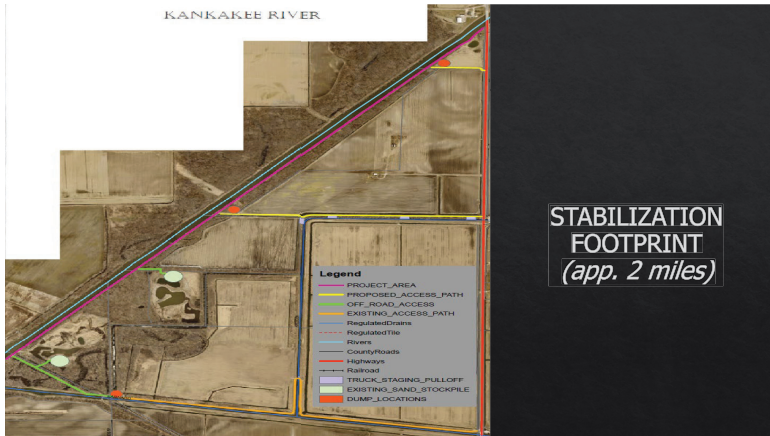 KANKAKEE RIVER
STABILIZATION
FOOTPRINT
(app. 2 miles)
Legend
PROJECT_AREA
PROPOSED_ACCESS_PATH
OFF_ROAD_ACCESS
EXISTING_ACCESS_PATH
RegulatedDrains
RegulatedTile
Rivers
CountyRoads
Highways
Railroad
TRUCK_STAGING_PULLOFF
EXISTING_SAND_STOCKPILE
DUMP_LOCATIONS